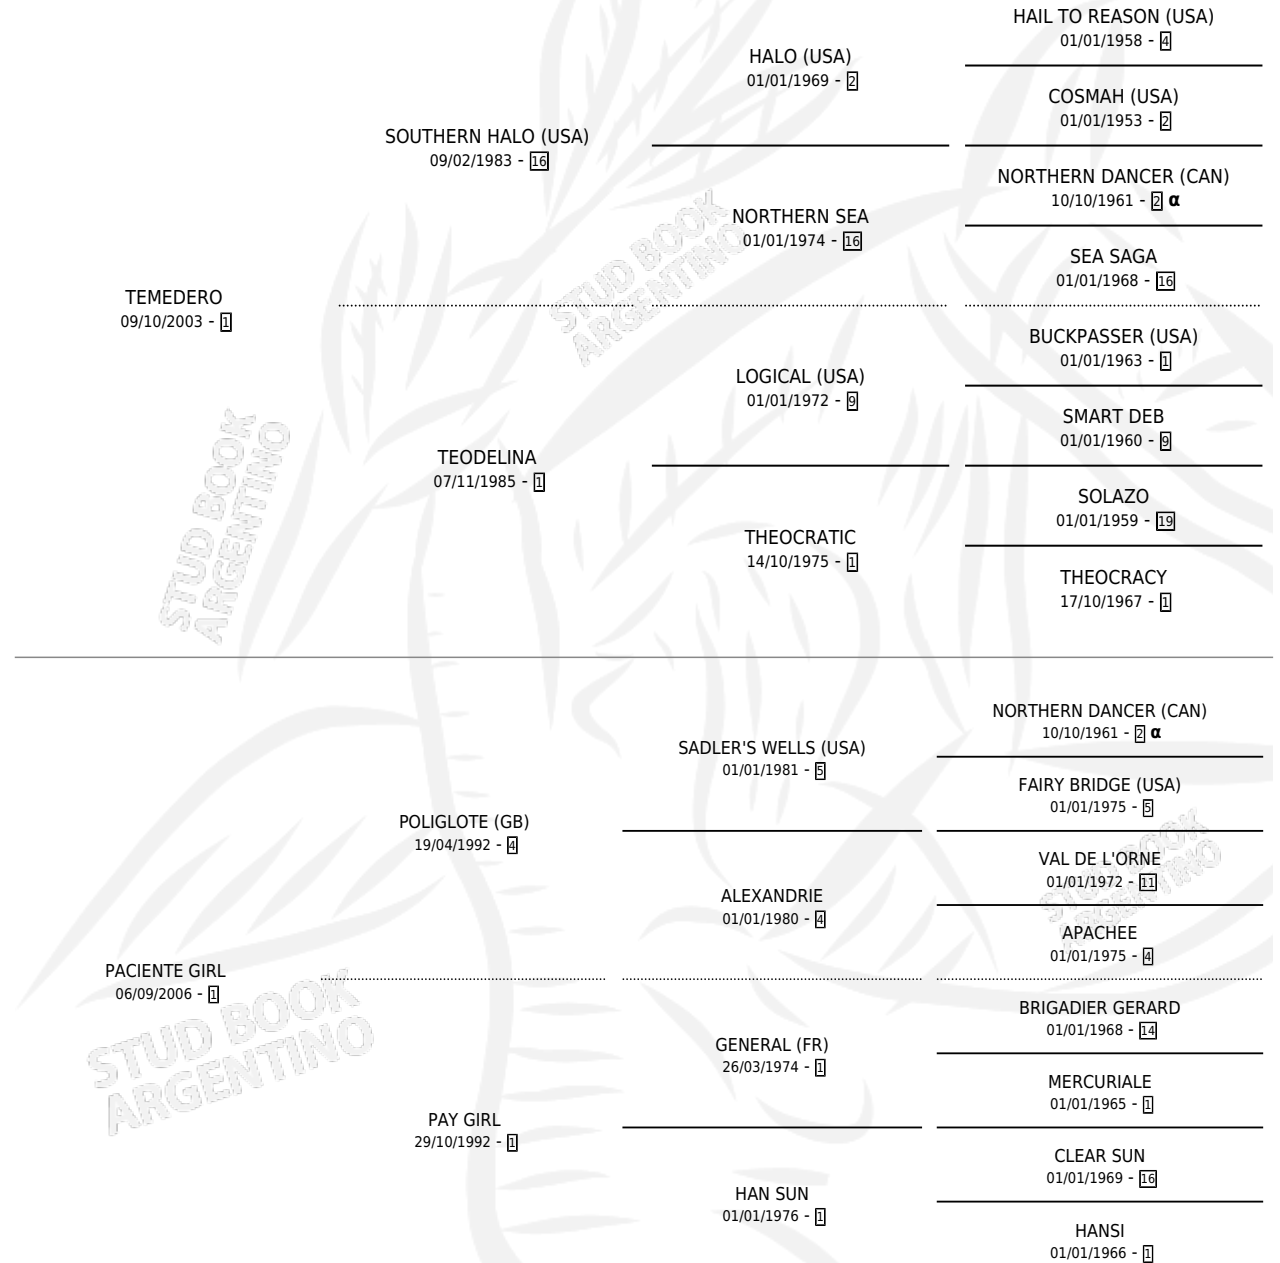 HAIL TO REASON (USA)
01/01/1958 - 4
HALO (USA)
01/01/1969 - 2
COSMAH (USA)
01/01/1953 - 2
SOUTHERN HALO (USA)
09/02/1983 - 16
NORTHERN DANCER (CAN)
10/10/1961 - 2 α
NORTHERN SEA
01/01/1974 - 16
SEA SAGA
01/01/1968 - 16
STUD BOOK
ARGENTINO
TEMEDERO
09/10/2003 - 1
BUCKPASSER (USA)
01/01/1963 - 1
LOGICAL (USA)
01/01/1972 - 9
SMART DEB
01/01/1960 - 9
TEODELINA
07/11/1985 - 1
SOLAZO
01/01/1959 - 19
THEOCRATIC
14/10/1975 - 1
THEOCRACY
17/10/1967 - 1
STUD BOOK
ARGENTINO
NORTHERN DANCER (CAN)
10/10/1961 - 2 α
SADLER'S WELLS (USA)
01/01/1981 - 5
FAIRY BRIDGE (USA)
01/01/1975 - 5
POLIGLOTE (GB)
19/04/1992 - 4
VAL DE L'ORNE
01/01/1972 - 11
ALEXANDRIE
01/01/1980 - 4
APACHEE
01/01/1975 - 4
STUD BOOK
ARGENTINO
PACIENTE GIRL
06/09/2006 - 1
BRIGADIER GERARD
01/01/1968 - 14
GENERAL (FR)
26/03/1974 - 1
MERCURIALE
01/01/1965 - 1
STUD BOOK
ARGENTINO
PAY GIRL
29/10/1992 - 1
CLEAR SUN
01/01/1969 - 16
HAN SUN
01/01/1976 - 1
HANSI
01/01/1966 - 1